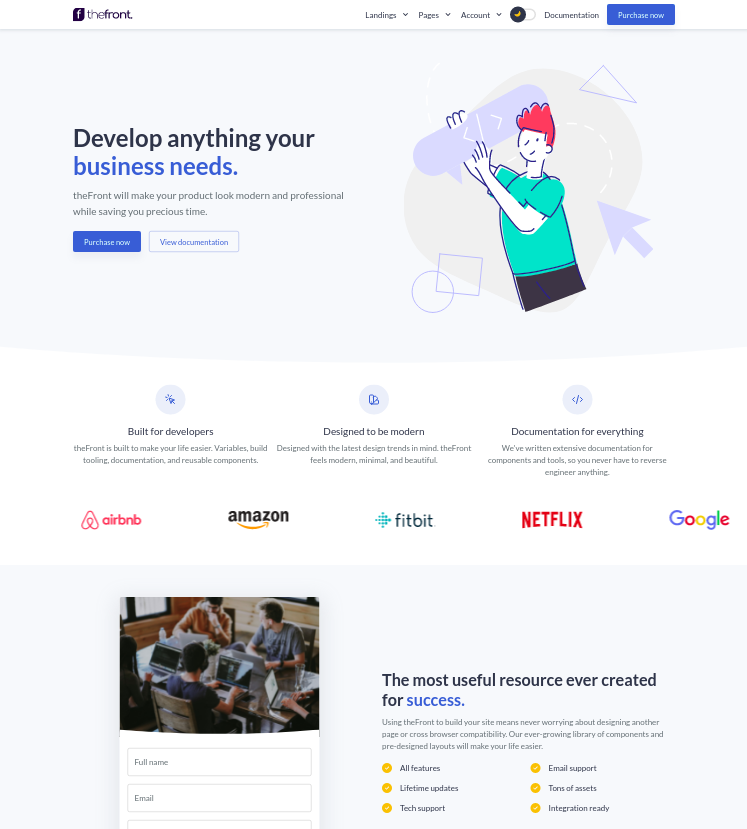 thefront.
Landings Pages Account Documentation Purchase now
Develop anything your
business needs.
theFront will make your product look modern and professional
while saving you precious time.
Purchase now View documentation
Built for developers
theFront is built to make your life easier. Variables, build
tooling, documentation, and reusable components.
Designed to be modern
Designed with the latest design trends in mind. theFront
feels modern, minimal, and beautiful.
Documentation for everything
We've written extensive documentation for
components and tools, so you never have to reverse
engineer anything.
airbnb amazon fitbit NETFLIX Google
Full name
Email
The most useful resource ever created
for success.
Using theFront to build your site means never worrying about designing another
page or cross browser compatibility. Our ever-growing library of components and
pre-designed layouts will make your life easier.
All features Email support
Lifetime updates Tons of assets
Tech support Integration ready